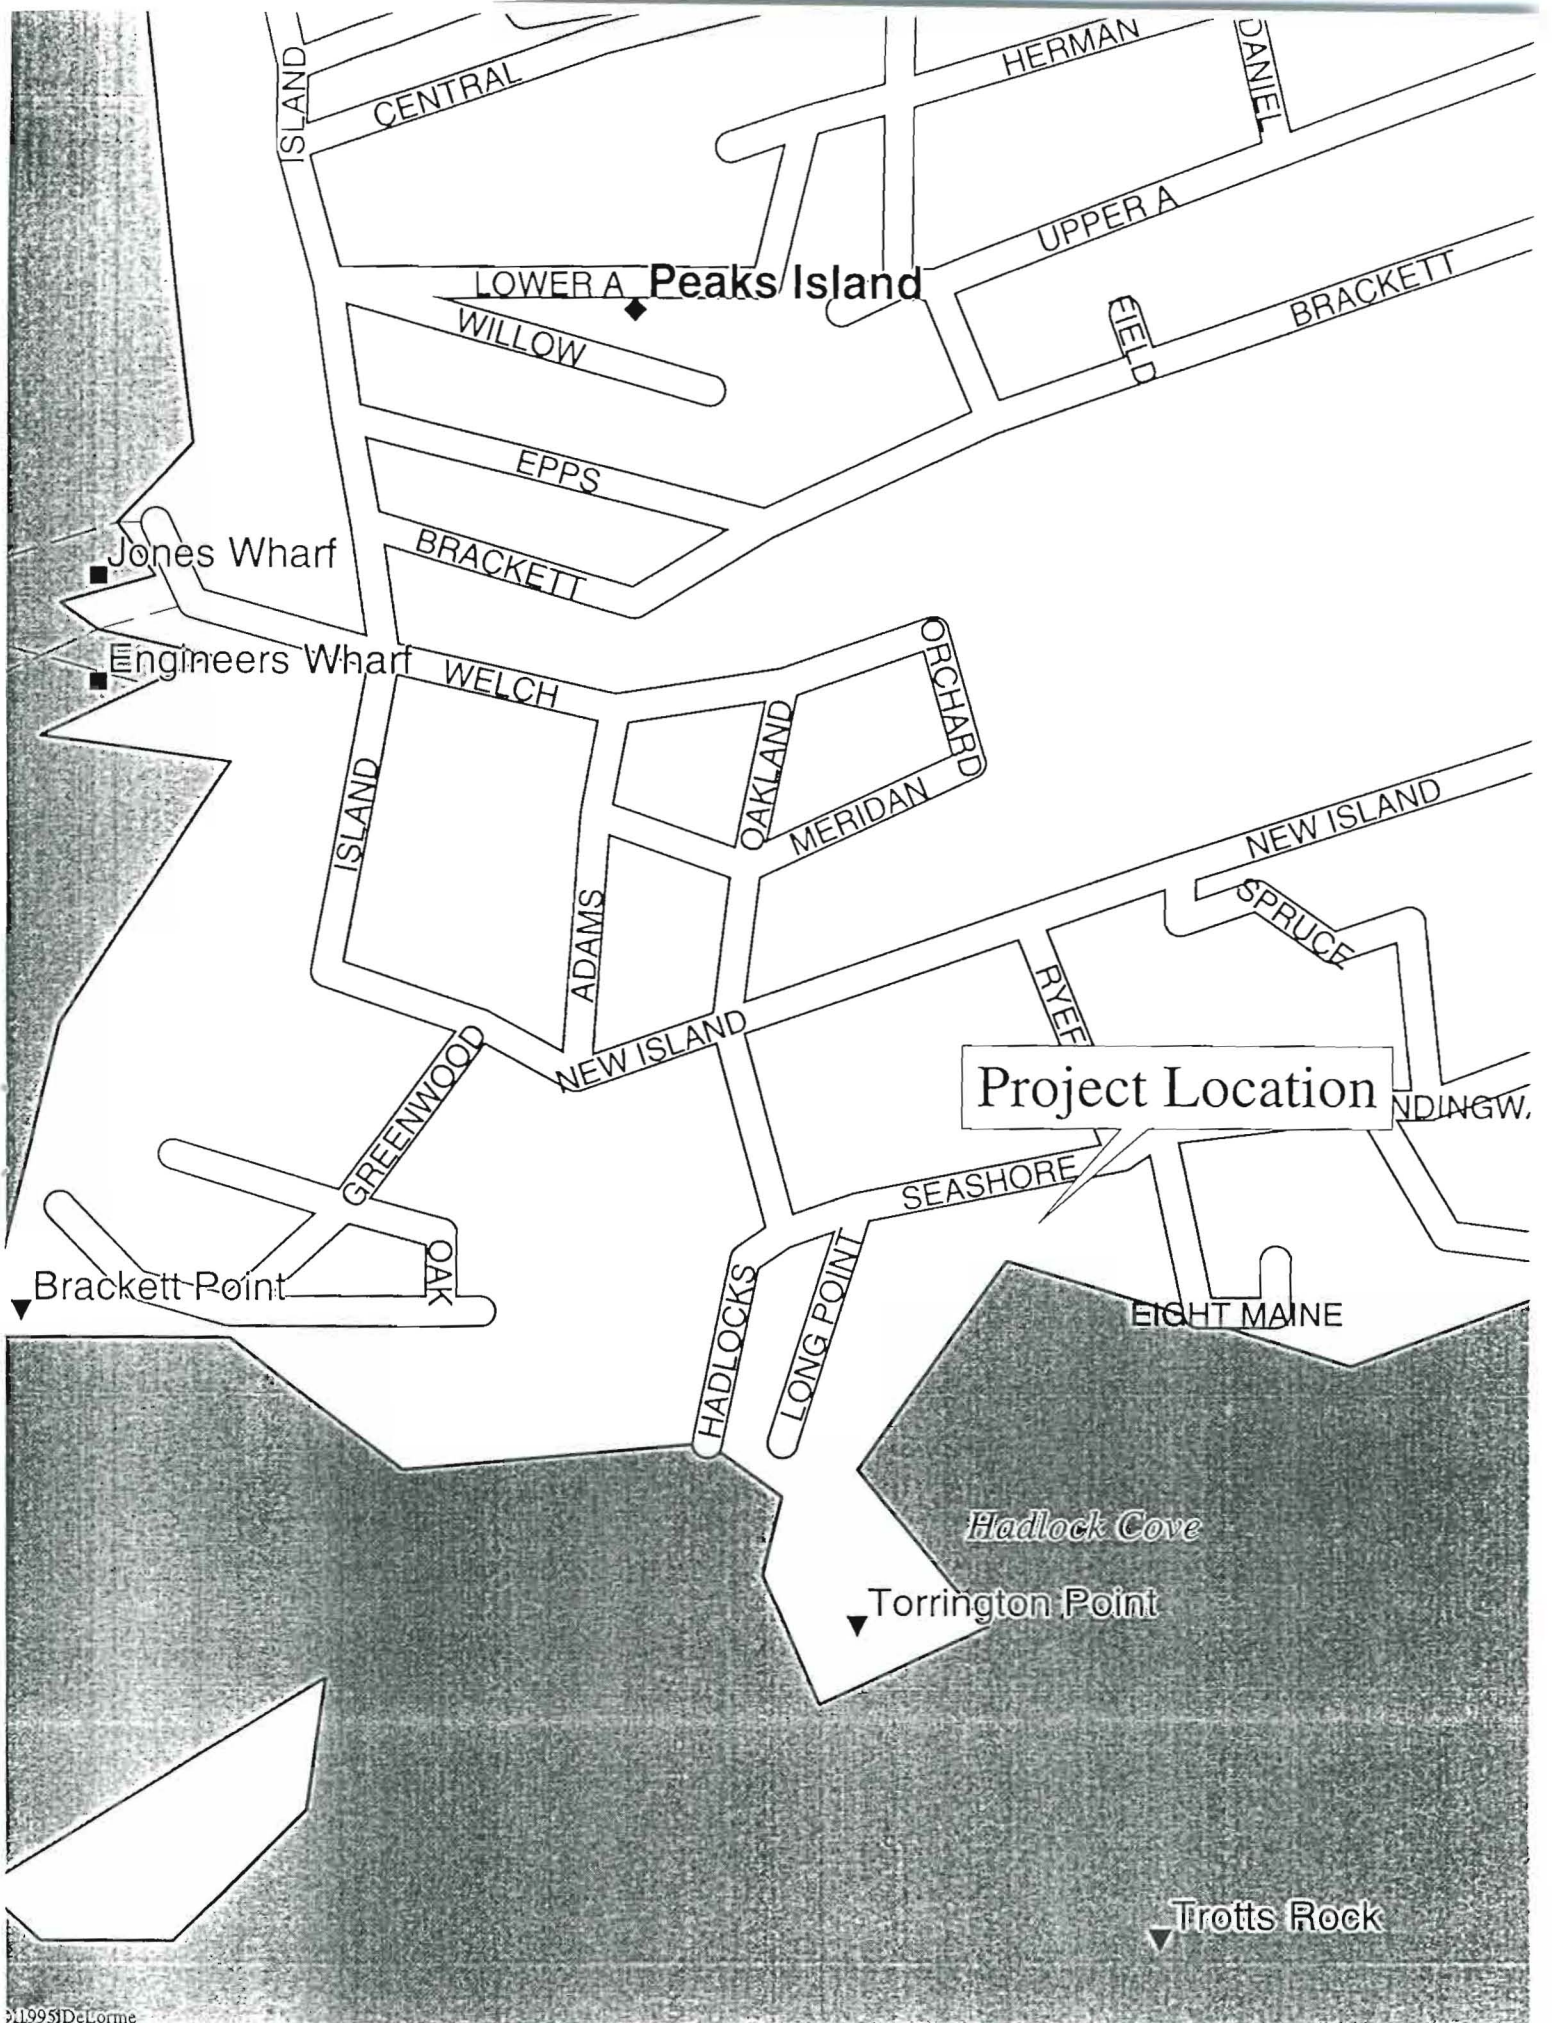 ISLAND
CENTRAL
HERMAN
DANIEL
UPPER A
LOWER A
Peaks Island
WILLOW
FIELD
BRACKETT
EPPS
BRACKETT
Jones Wharf
Engineers Wharf
WELCH
ORCHARD
OAKLAND
MERIDAN
ISLAND
NEW ISLAND
SPRUCE
ADAMS
RYEF
NEW ISLAND
GREENWOOD
Project Location
NDINGWA
SEASHORE
OAK
Brackett Point
HADLOCKS
LONG POINT
EIGHT MAINE
Hadlock Cove
Torrington Point
Trotts Rock
1995 DeLorme